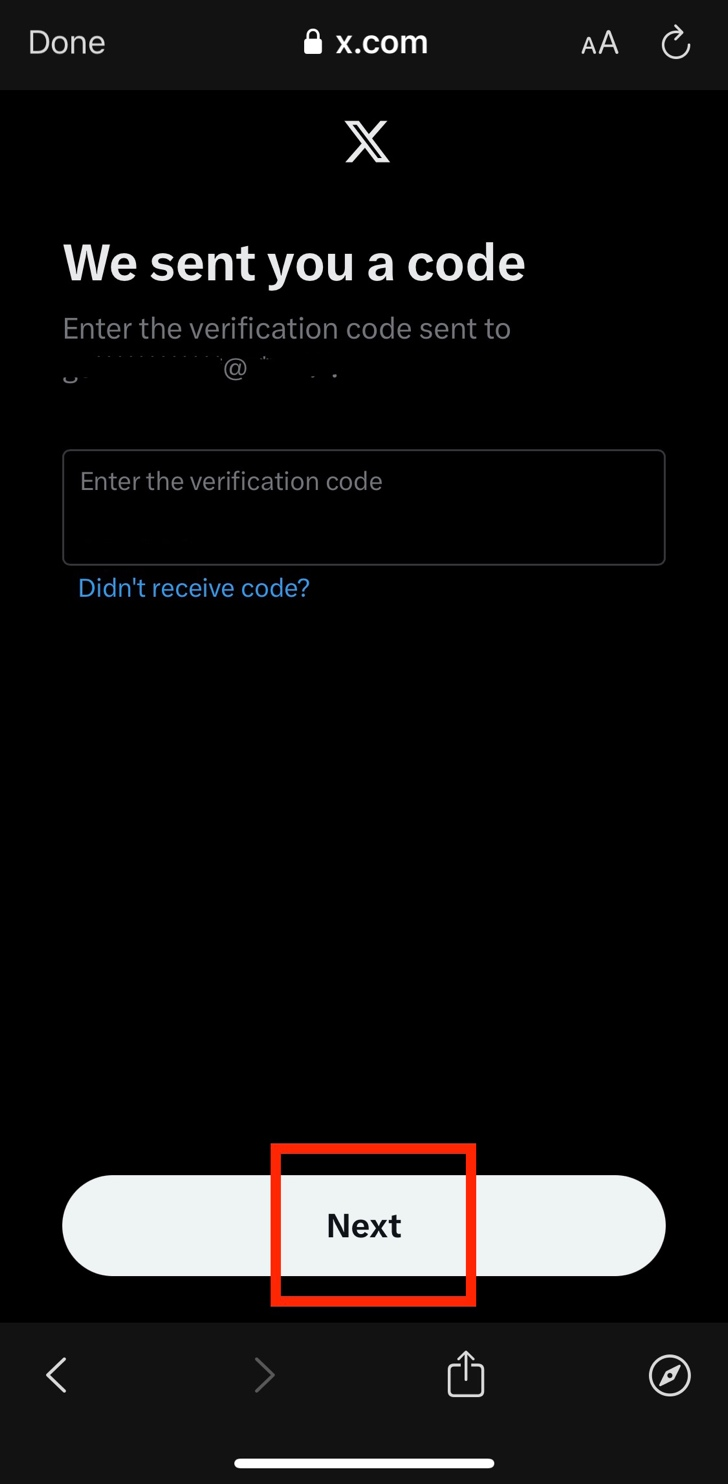 Done
x.com
AA
We sent you a code
Enter the verification code sent to
@
Enter the verification code
Didn't receive code?
Next